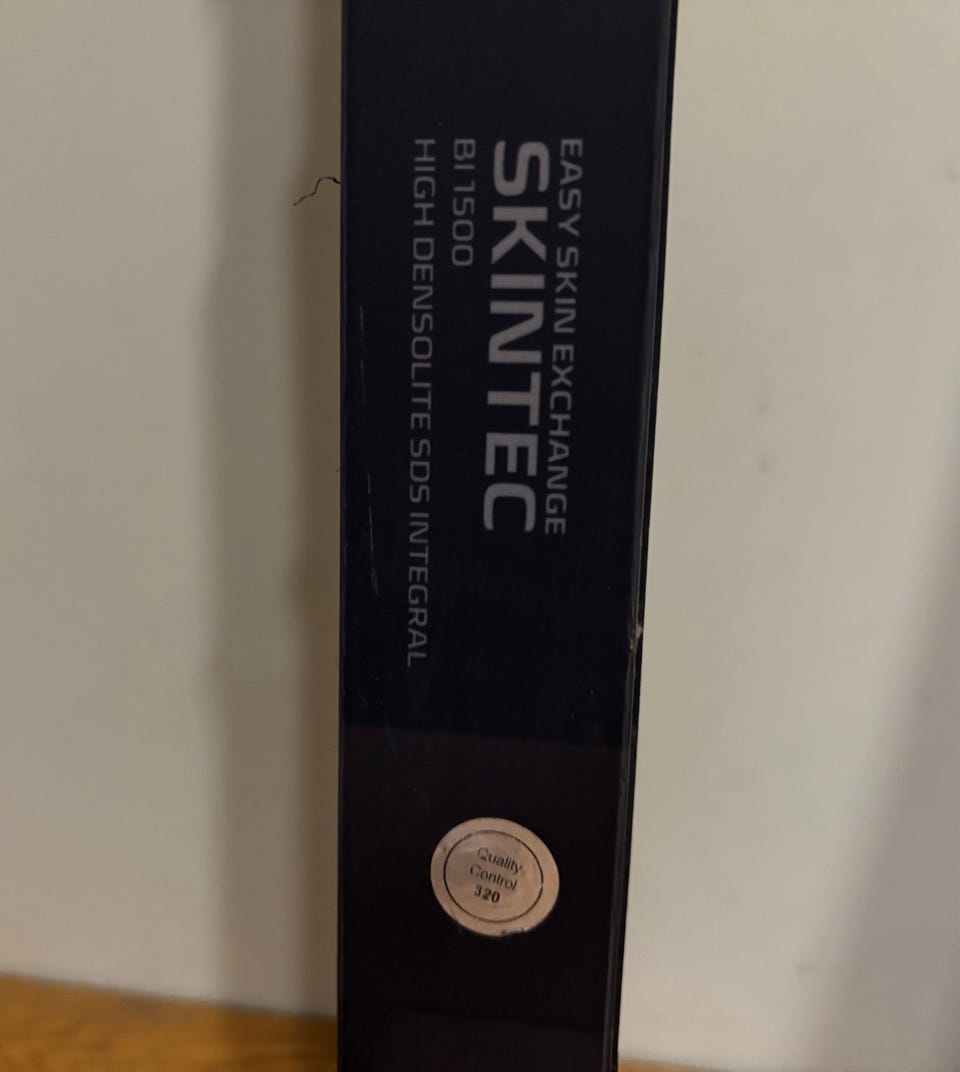 EASY SKIN EXCHANGE
SKINTEC
BI 1500
HIGH DENSOLITE SDS INTEGRAL
Quality
Control
320